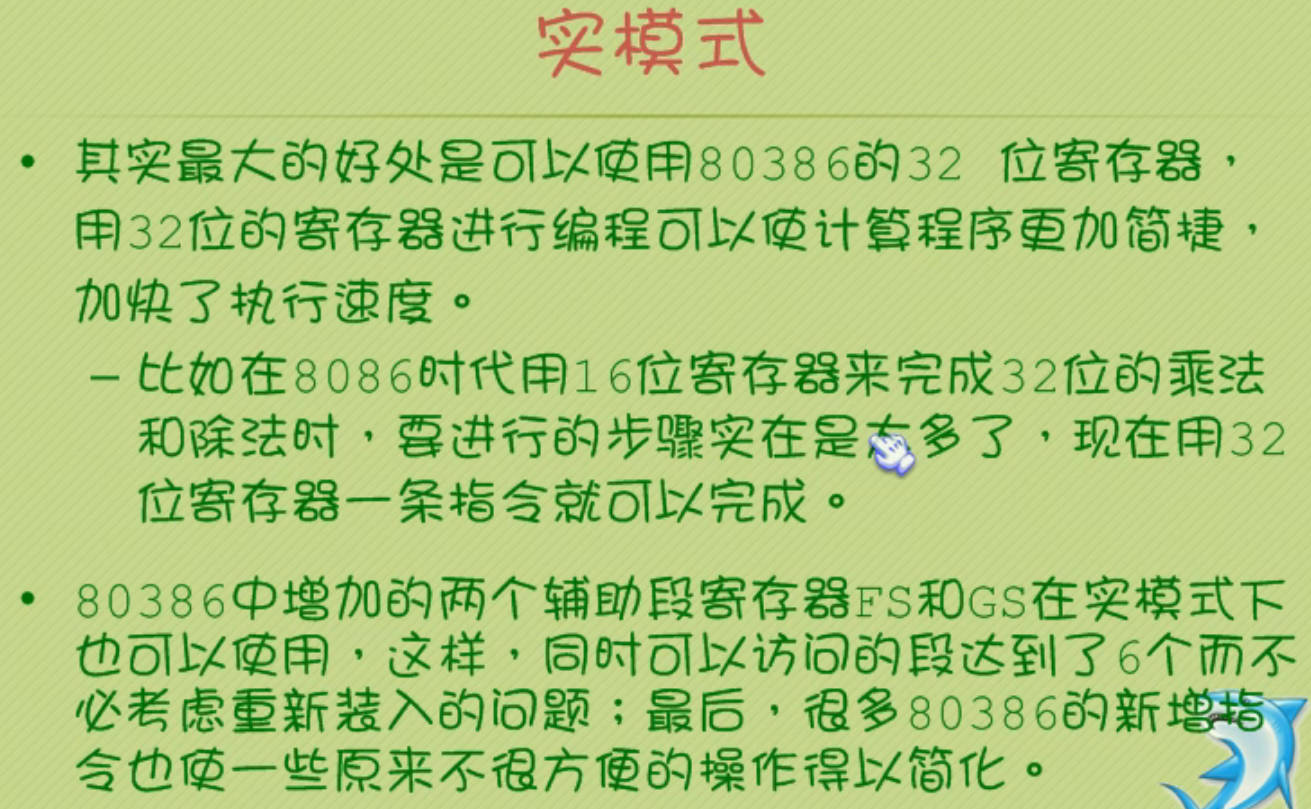 实模式
• 其实最大的好处是可以使用80386的32 位寄存器，
用32位的寄存器进行编程可以使计算程序更加简捷，
加快了执行速度。
– 比如在8086时代用16位寄存器来完成32位的乘法
和除法时，要进行的步骤实在是太多了，现在用32
位寄存器一条指令就可以完成。
• 80386中增加的两个辅助段寄存器FS和GS在实模式下
也可以使用，这样，同时可以访问的段达到了6个而不
必考虑重新装入的问题；最后，很多80386的新增指
令也使一些原来不很方便的操作得以简化。